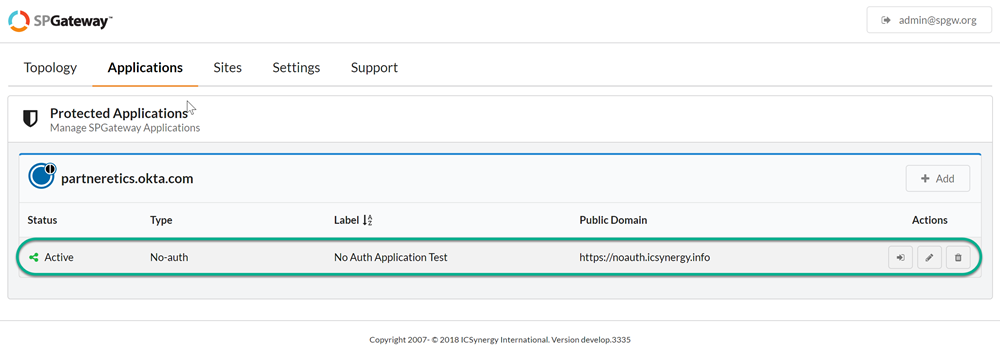 SPGateway™
admin@spgw.org
Topology Applications Sites Settings Support
Protected Applications
Manage SPGateway Applications
partneretics.okta.com
Add
Status Type Label Public Domain Actions
Active No-auth No Auth Application Test https://noauth.icsynergy.info
Copyright 2007- © 2018 ICSynergy International. Version develop.3335